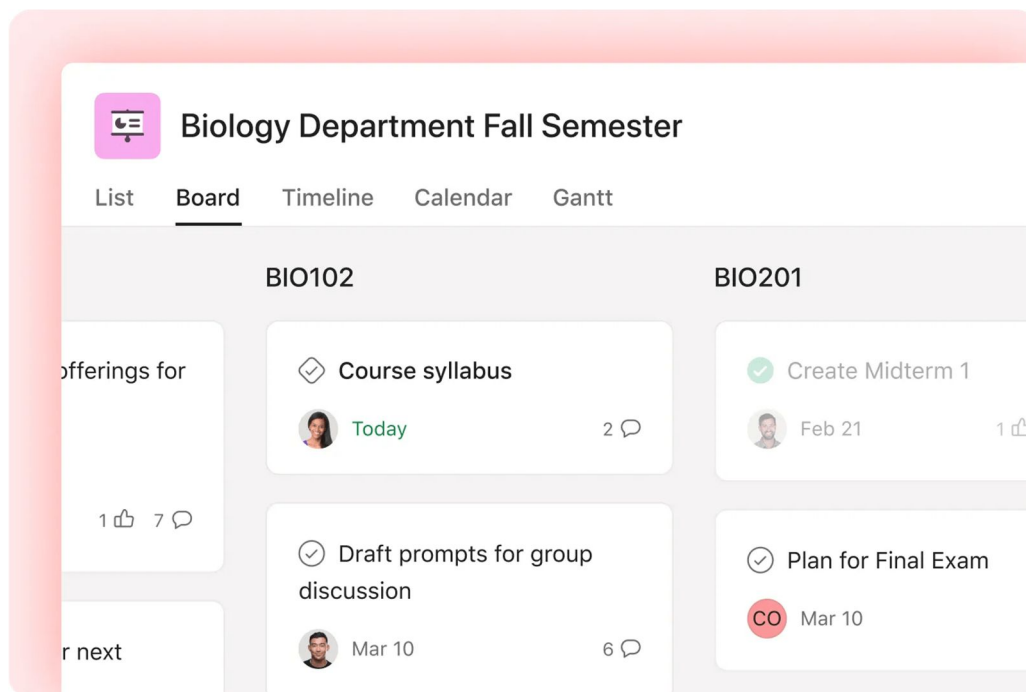 Biology Department Fall Semester
List Board Timeline Calendar Gantt
BIO102
BIO201
offerings for
1 7
r next
Course syllabus
Today 2
Draft prompts for group
discussion
Mar 10 6
Create Midterm 1
Feb 21 1
Plan for Final Exam
CO Mar 10